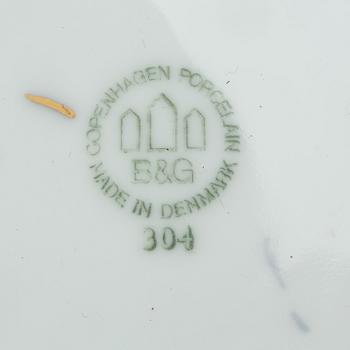 COPENHAGEN PORCELAIN
B&G
MADE IN DENMARK
304